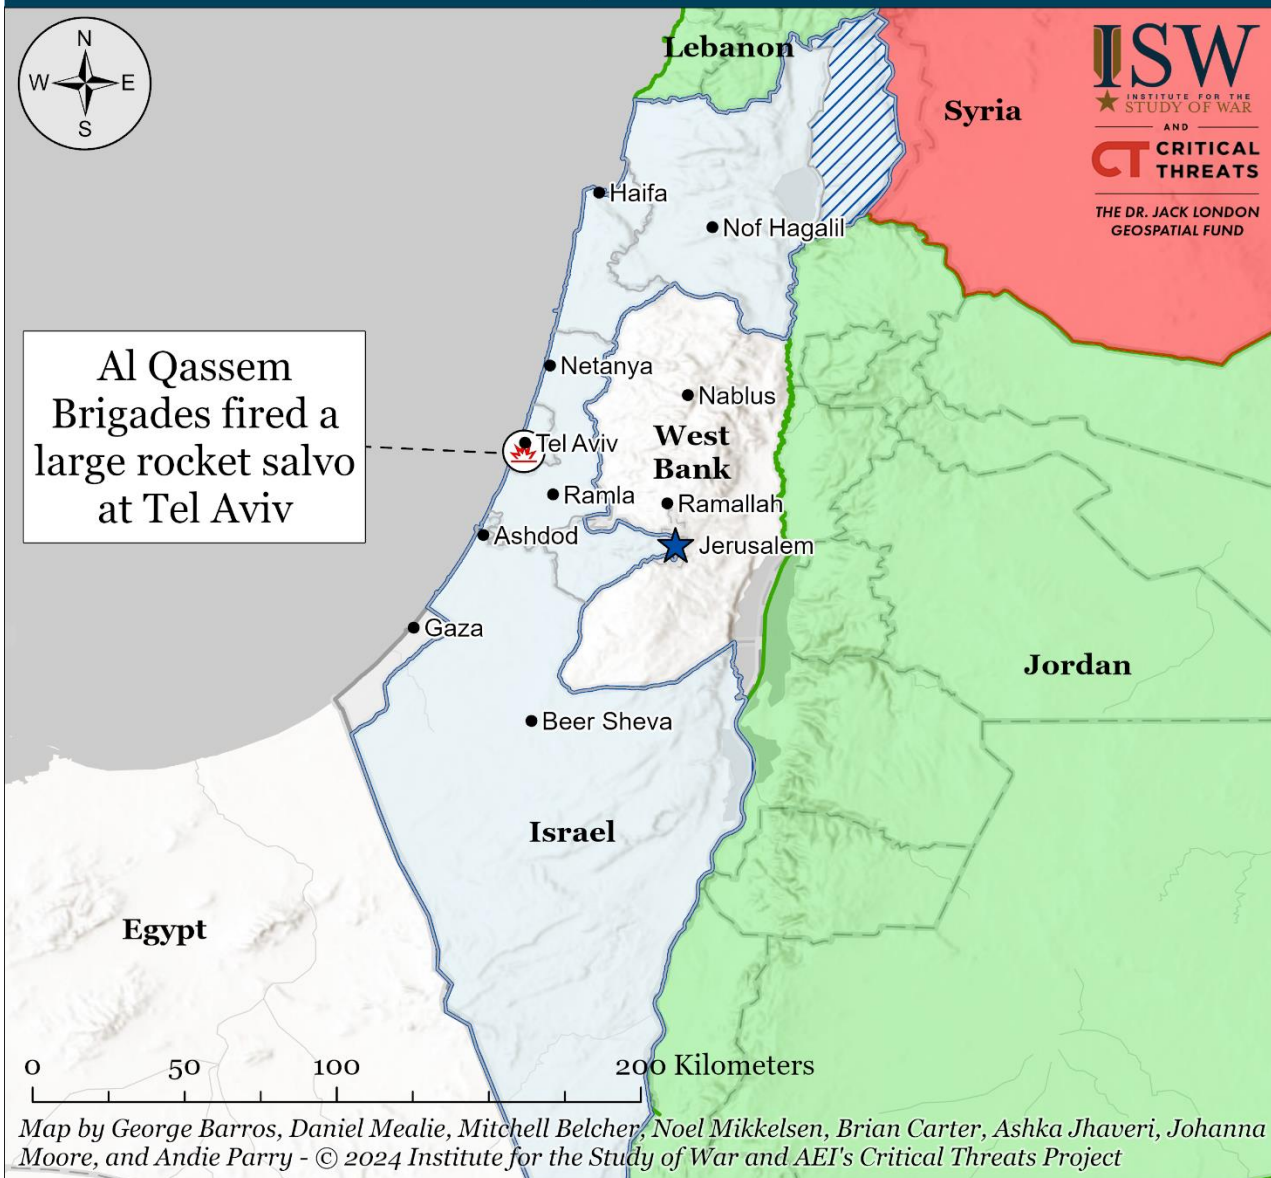 N
W
E
S
Lebanon
Syria
ISW
INSTITUTE FOR THE
STUDY OF WAR
AND
CT CRITICAL
THREATS
THE DR. JACK LONDON
GEOSPATIAL FUND
Haifa
Nof Hagalil
Al Qassem
Brigades fired a
large rocket salvo
at Tel Aviv
Netanya
Nablus
Tel Aviv
West
Bank
Ramla
Ramallah
Ashdod
Jerusalem
Gaza
Jordan
Beer Sheva
Israel
Egypt
0 50 100 200 Kilometers
Map by George Barros, Daniel Mealie, Mitchell Belcher, Noel Mikkelsen, Brian Carter, Ashka Jhaveri, Johanna
Moore, and Andie Parry - © 2024 Institute for the Study of War and AEI's Critical Threats Project